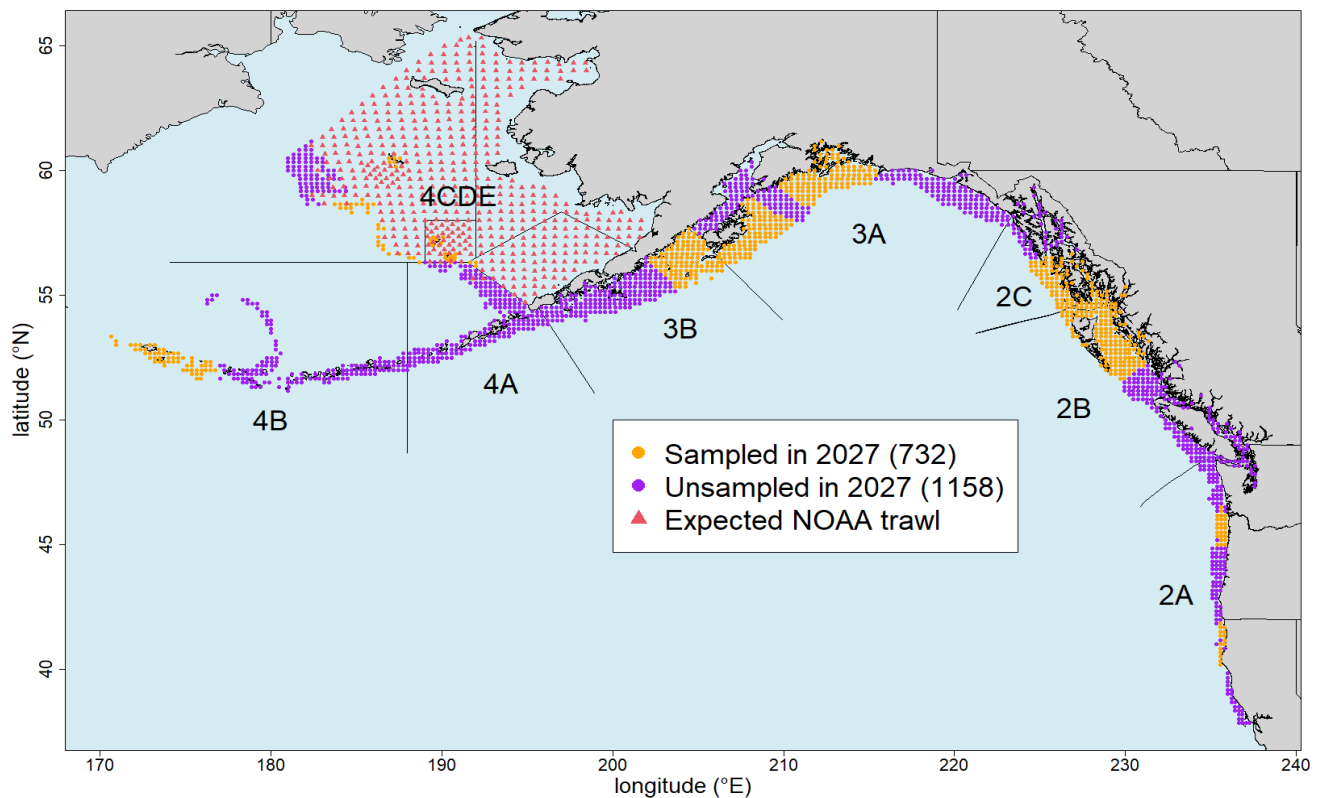 65
60
55
50
45
40
latitude (°N)
4CDE
3A
2C
3B
4A
2B
4B
Sampled in 2027 (732)
Unsampled in 2027 (1158)
Expected NOAA trawl
2A
170
180
190
200
210
220
230
240
longitude (°E)